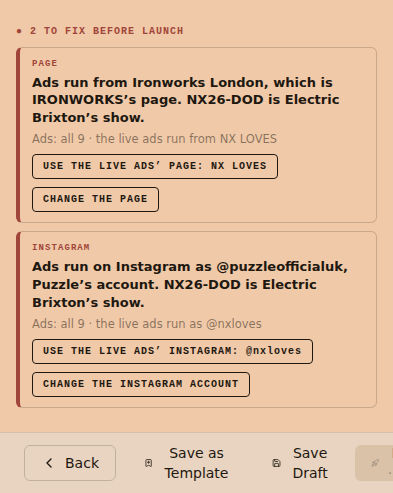 ● 2 TO FIX BEFORE LAUNCH
PAGE
Ads run from Ironworks London, which is
IRONWORKS’s page. NX26-DOD is Electric
Brixton’s show.
Ads: all 9 · the live ads run from NX LOVES
USE THE LIVE ADS’ PAGE: NX LOVES
CHANGE THE PAGE
INSTAGRAM
Ads run on Instagram as @puzzleofficialuk,
Puzzle’s account. NX26-DOD is Electric
Brixton’s show.
Ads: all 9 · the live ads run as @nxloves
USE THE LIVE ADS’ INSTAGRAM: @nxloves
CHANGE THE INSTAGRAM ACCOUNT
Back
Save as
Template
Save
Draft